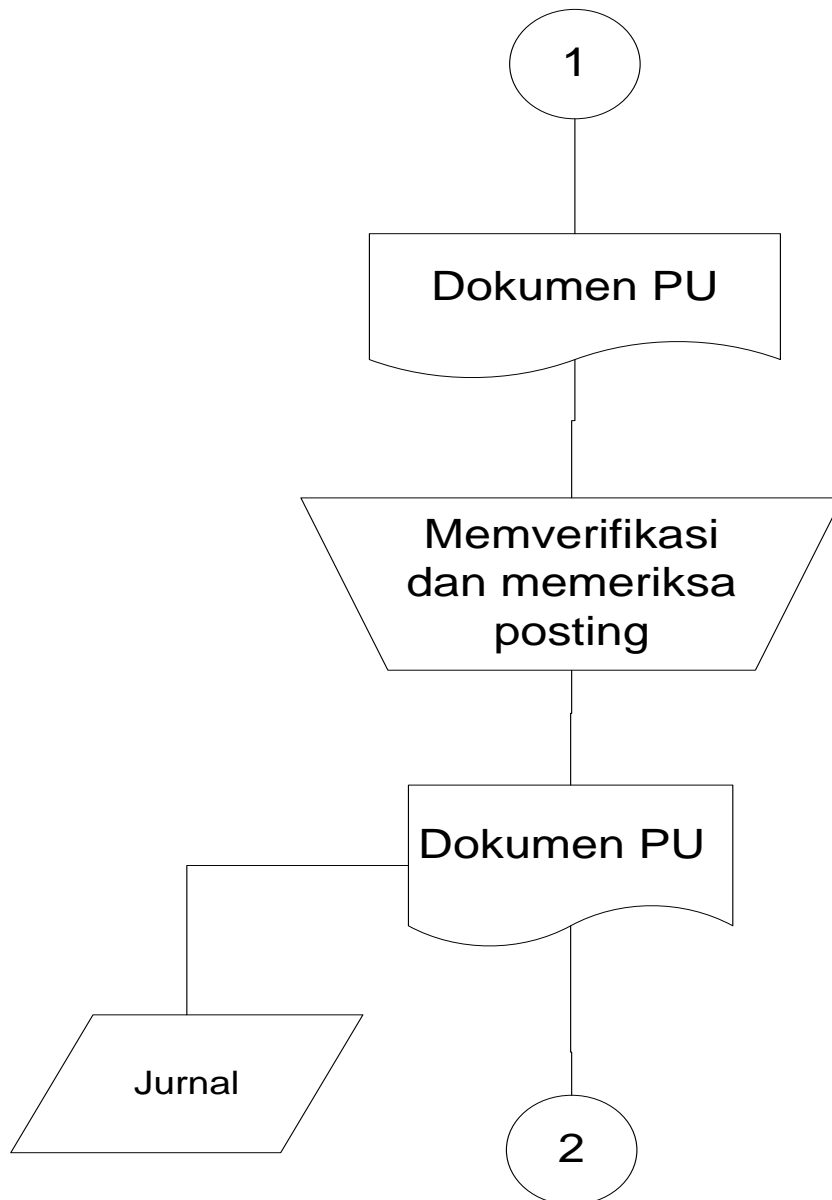 1
Dokumen PU
Memverifikasi
dan memeriksa
posting
Dokumen PU
Jurnal
2